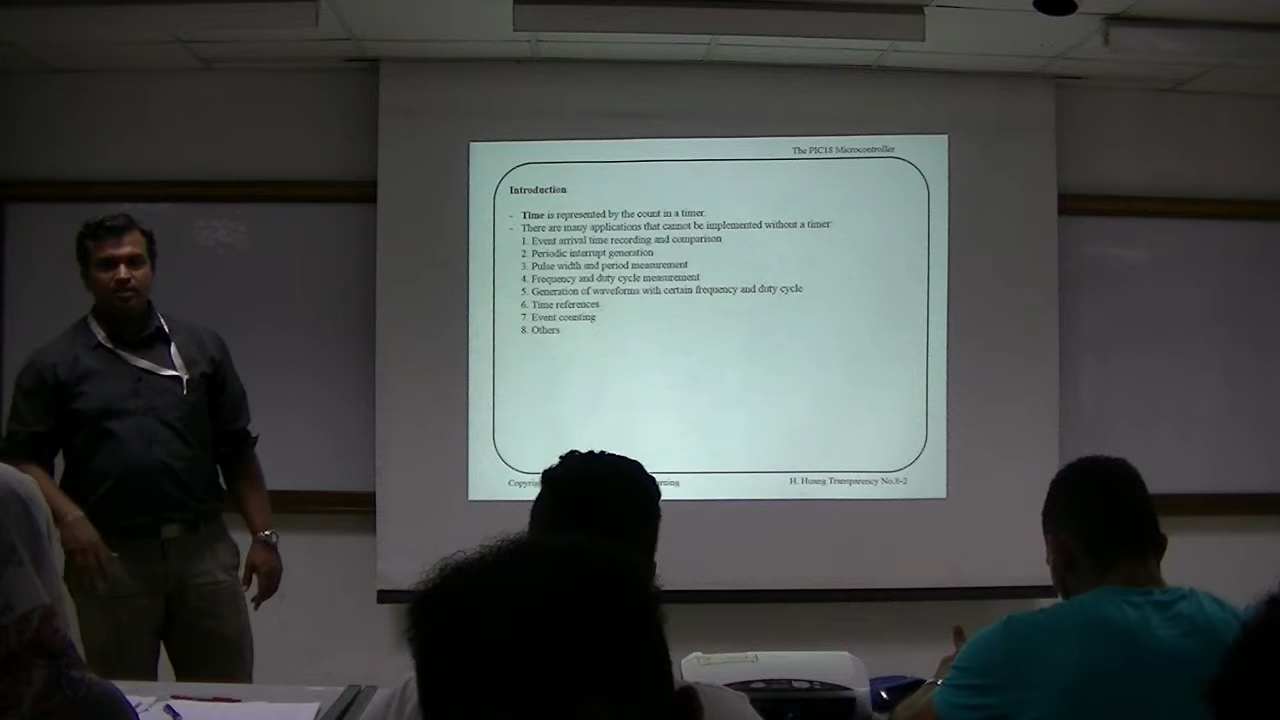 The PIC18 Microcontroller
Introduction
- Time is represented by the count in a timer.
- There are many applications that cannot be implemented without a timer:
1. Event arrival time recording and comparison
2. Periodic interrupt generation
3. Pulse width and period measurement
4. Frequency and duty cycle measurement
5. Generation of waveforms with certain frequency and duty cycle
6. Time references
7. Event counting
8. Others
H. Huang Transparency No.8-2